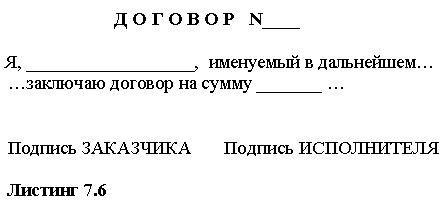 Д О Г О В О Р N____
Я, __________________, именуемый в дальнейшем…
…заключаю договор на сумму _______ …
Подпись ЗАКАЗЧИКА Подпись ИСПОЛНИТЕЛЯ
Листинг 7.6